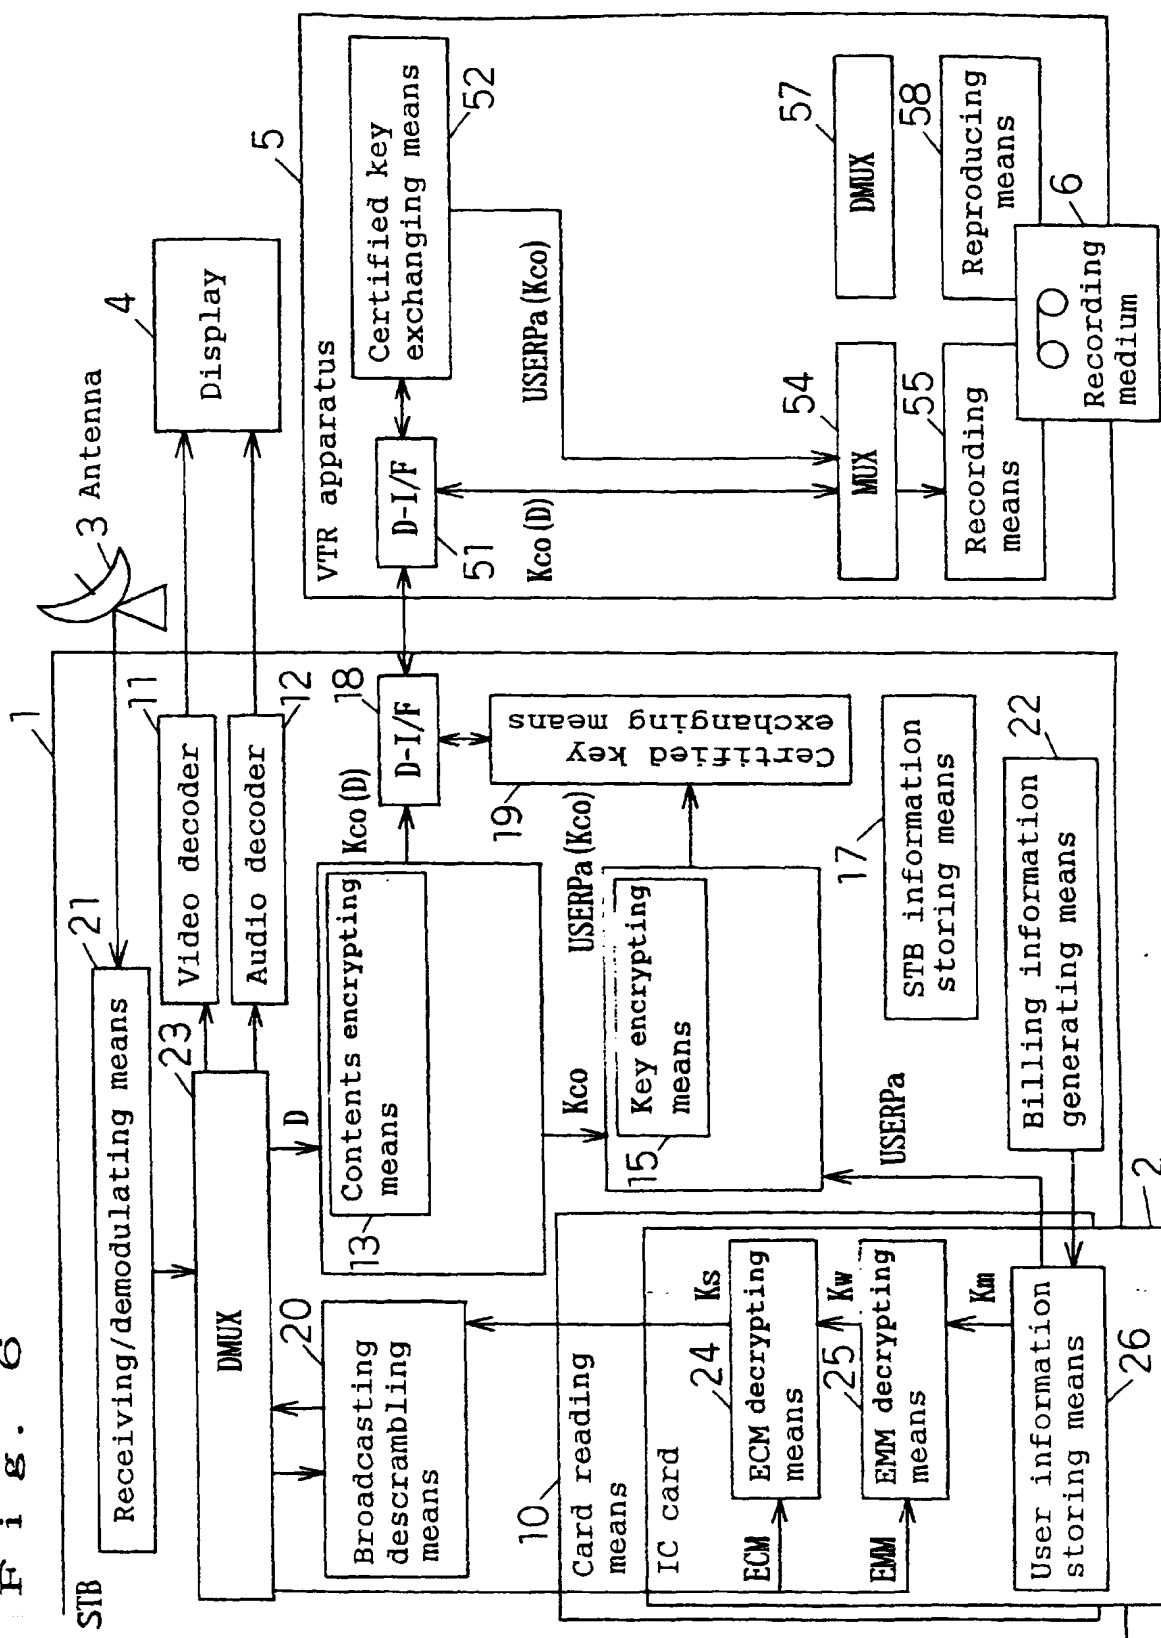 Fig. 6
STB
1
Receiving/demodulating means
21
3 Antenna
4
Display
DMUX
23
Video decoder
11
Audio decoder
12
D
Broadcasting
descrambling
means
20
Contents encrypting
means
13
Kco(D)
D-I/F
18
Certified key
exchanging means
19
Kco
USERPa(Kco)
Key encrypting
means
15
USERPa
STB information
storing means
17
Billing information
generating means
22
10
Card reading
means
IC card
2
ECM
ECM decrypting
means
24
Ks
EMM
EMM decrypting
means
25
Kw
Km
User information
storing means
26
5
VTR apparatus
D-I/F
51
Certified key
exchanging means
52
Kco(D)
USERPa(Kco)
MUX
54
DMUX
57
Recording
means
55
Reproducing
means
58
6
Recording
medium